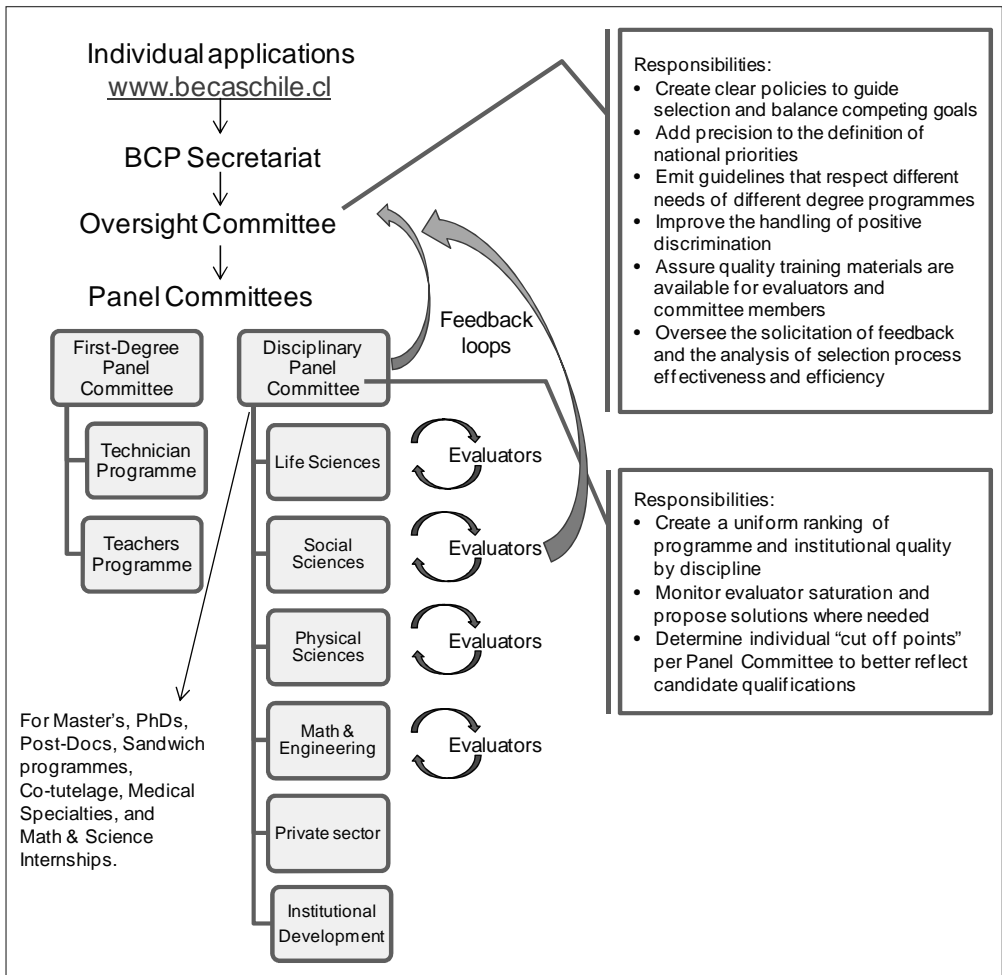 Individual applications
www.becaschile.cl
BCP Secretariat
Oversight Committee
Panel Committees
First-Degree
Panel
Committee
Technician
Programme
Teachers
Programme
Disciplinary
Panel
Committee
Life Sciences
Social
Sciences
Physical
Sciences
Math &
Engineering
Private sector
Institutional
Development
Evaluators
Evaluators
Evaluators
Evaluators
Feedback
loops
For Master's, PhDs,
Post-Docs, Sandwich
programmes,
Co-tutelage, Medical
Specialties, and
Math & Science
Internships.
Responsibilities:
• Create clear policies to guide
selection and balance competing goals
• Add precision to the definition of
national priorities
• Emit guidelines that respect different
needs of different degree programmes
• Improve the handling of positive
discrimination
• Assure quality training materials are
available for evaluators and
committee members
• Oversee the solicitation of feedback
and the analysis of selection process
effectiveness and efficiency
Responsibilities:
• Create a uniform ranking of
programme and institutional quality
by discipline
• Monitor evaluator saturation and
propose solutions where needed
• Determine individual “cut off points”
per Panel Committee to better reflect
candidate qualifications